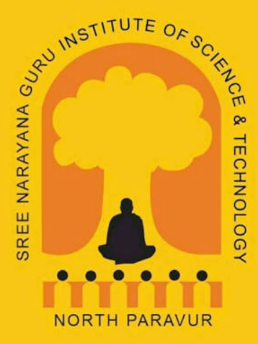 SREE NARAYANA GURU INSTITUTE OF SCIENCE & TECHNOLOGY
NORTH PARAVUR